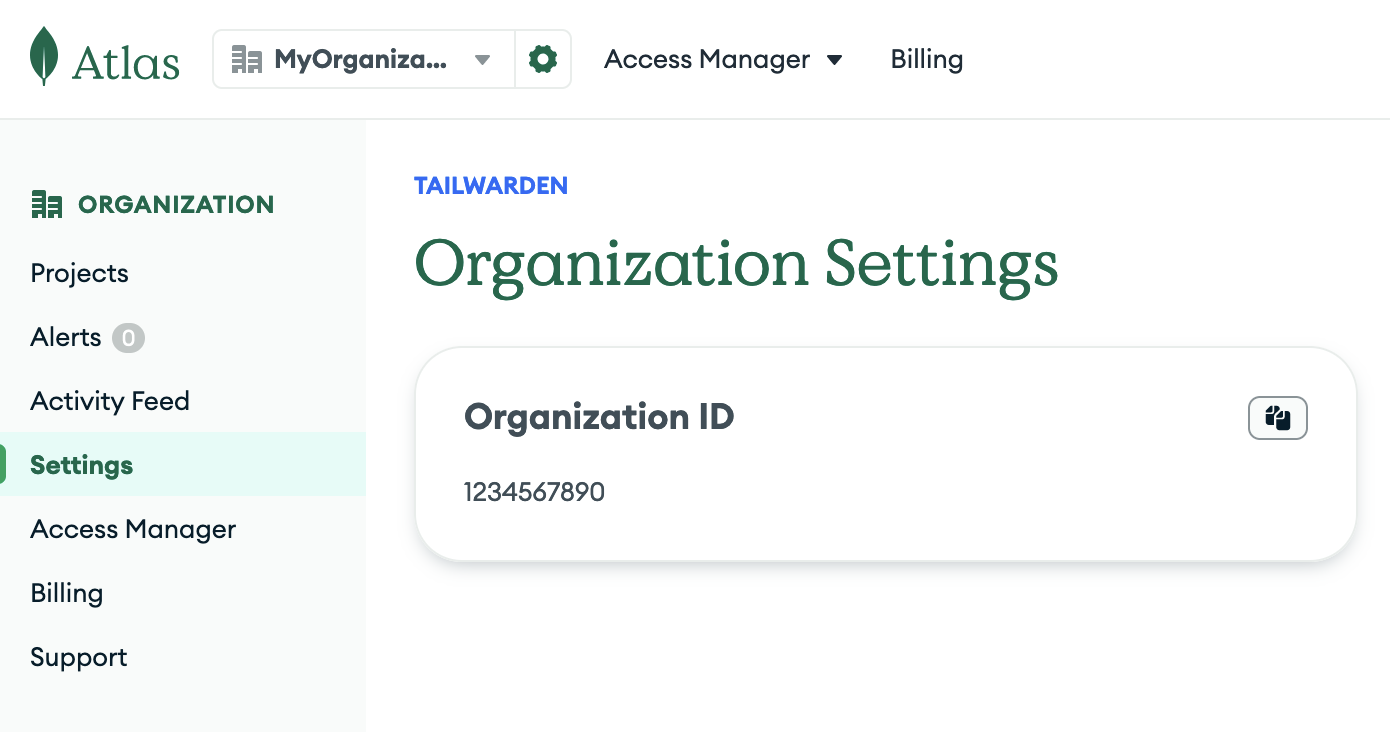 Atlas MyOrganiza... Access Manager Billing
ORGANIZATION
Projects
Alerts 0
Activity Feed
Settings
Access Manager
Billing
Support
TAILWARDEN
Organization Settings
Organization ID
1234567890